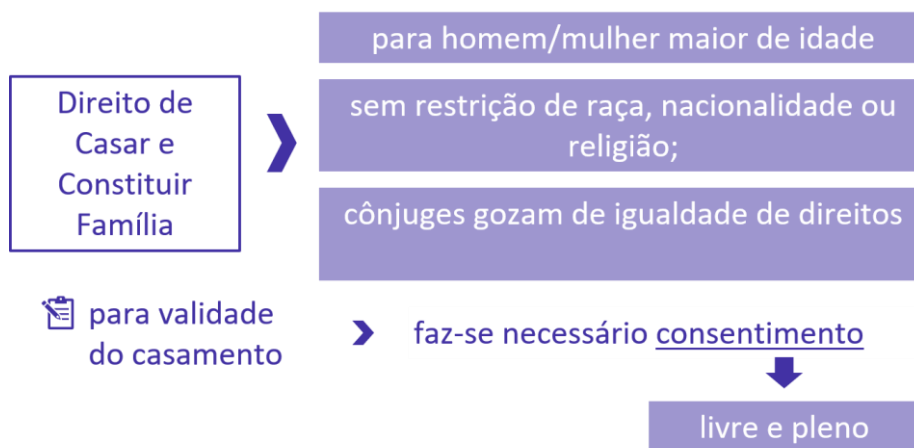 Direito de
Casar e
Constituir
Família
para homem/mulher maior de idade
sem restrição de raça, nacionalidade ou
religião;
cônjuges gozam de igualdade de direitos
para validade
do casamento
faz-se necessário consentimento
livre e pleno